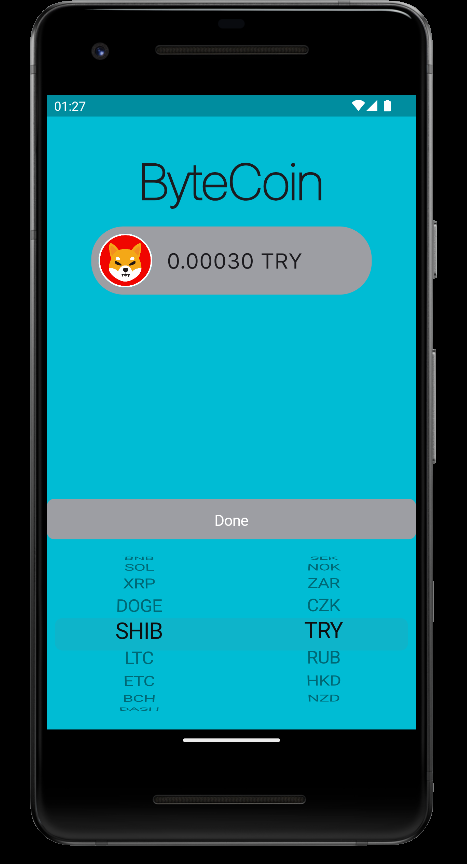 01:27
ByteCoin
0.00030 TRY
Done
BNB SEK
SOL NOK
XRP ZAR
DOGE CZK
SHIB TRY
LTC RUB
ETC HKD
BCH NZD
DASH